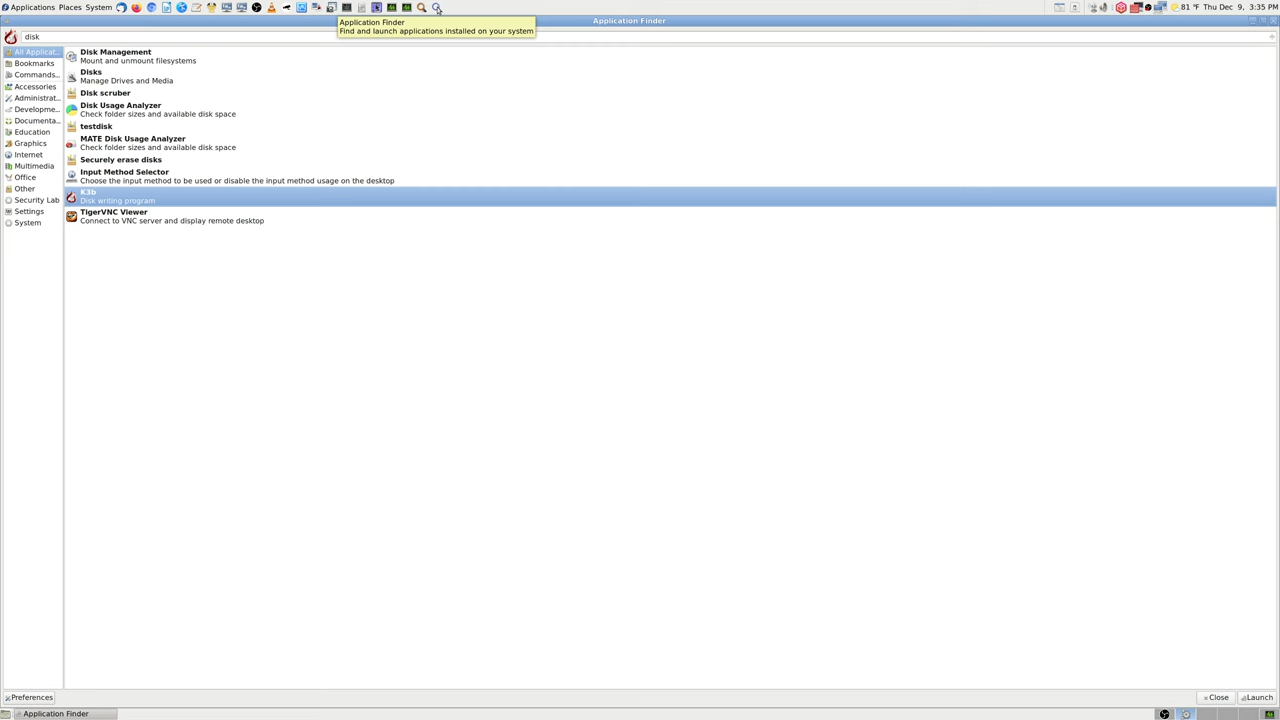 Applications Places System
81 °F Thu Dec 9, 3:35 PM
Application Finder
Application Finder
Find and launch applications installed on your system
disk
All Applicat..
Bookmarks
Commands..
Accessories
Administrat..
Developme..
Documenta..
Education
Graphics
Internet
Multimedia
Office
Other
Security Lab
Settings
System
Disk Management
Mount and unmount filesystems
Disks
Manage Drives and Media
Disk scruber
Disk Usage Analyzer
Check folder sizes and available disk space
testdisk
MATE Disk Usage Analyzer
Check folder sizes and available disk space
Securely erase disks
Input Method Selector
Choose the input method to be used or disable the input method usage on the desktop
K3b
Disk writing program
TigerVNC Viewer
Connect to VNC server and display remote desktop
Preferences
Close
Launch
Application Finder